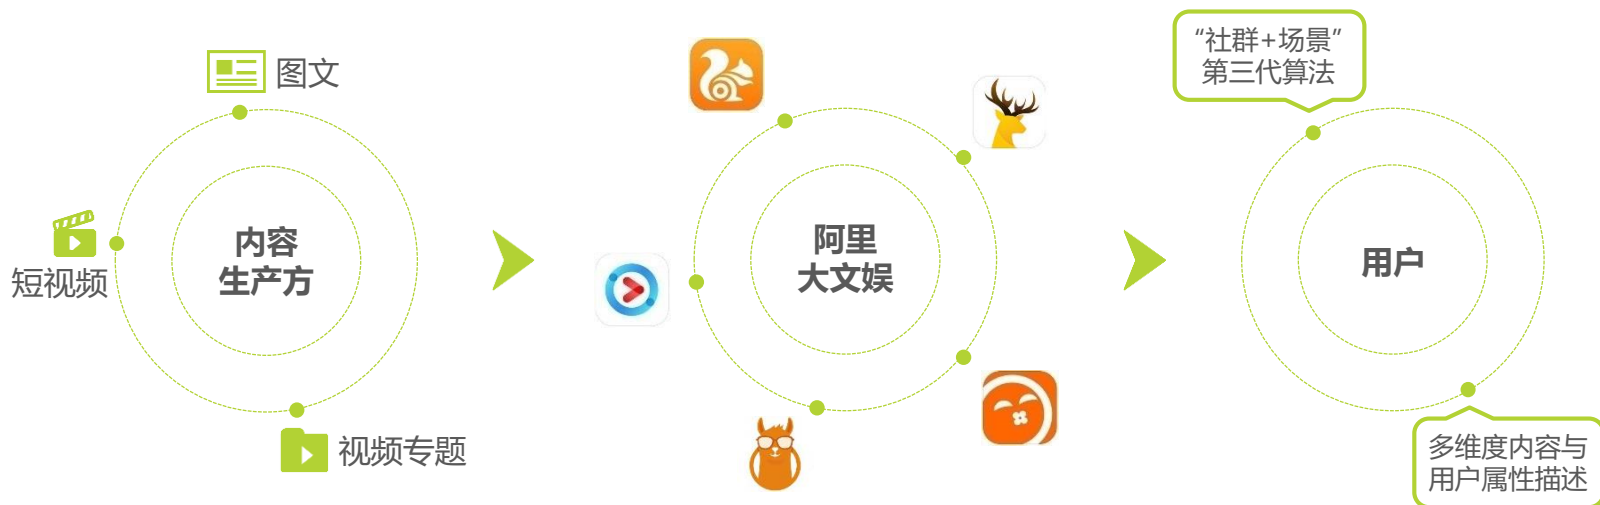 图文
短视频
内容
生产方
视频专题
阿里
大文娱
“社群+场景”
第三代算法
用户
多维度内容与
用户属性描述